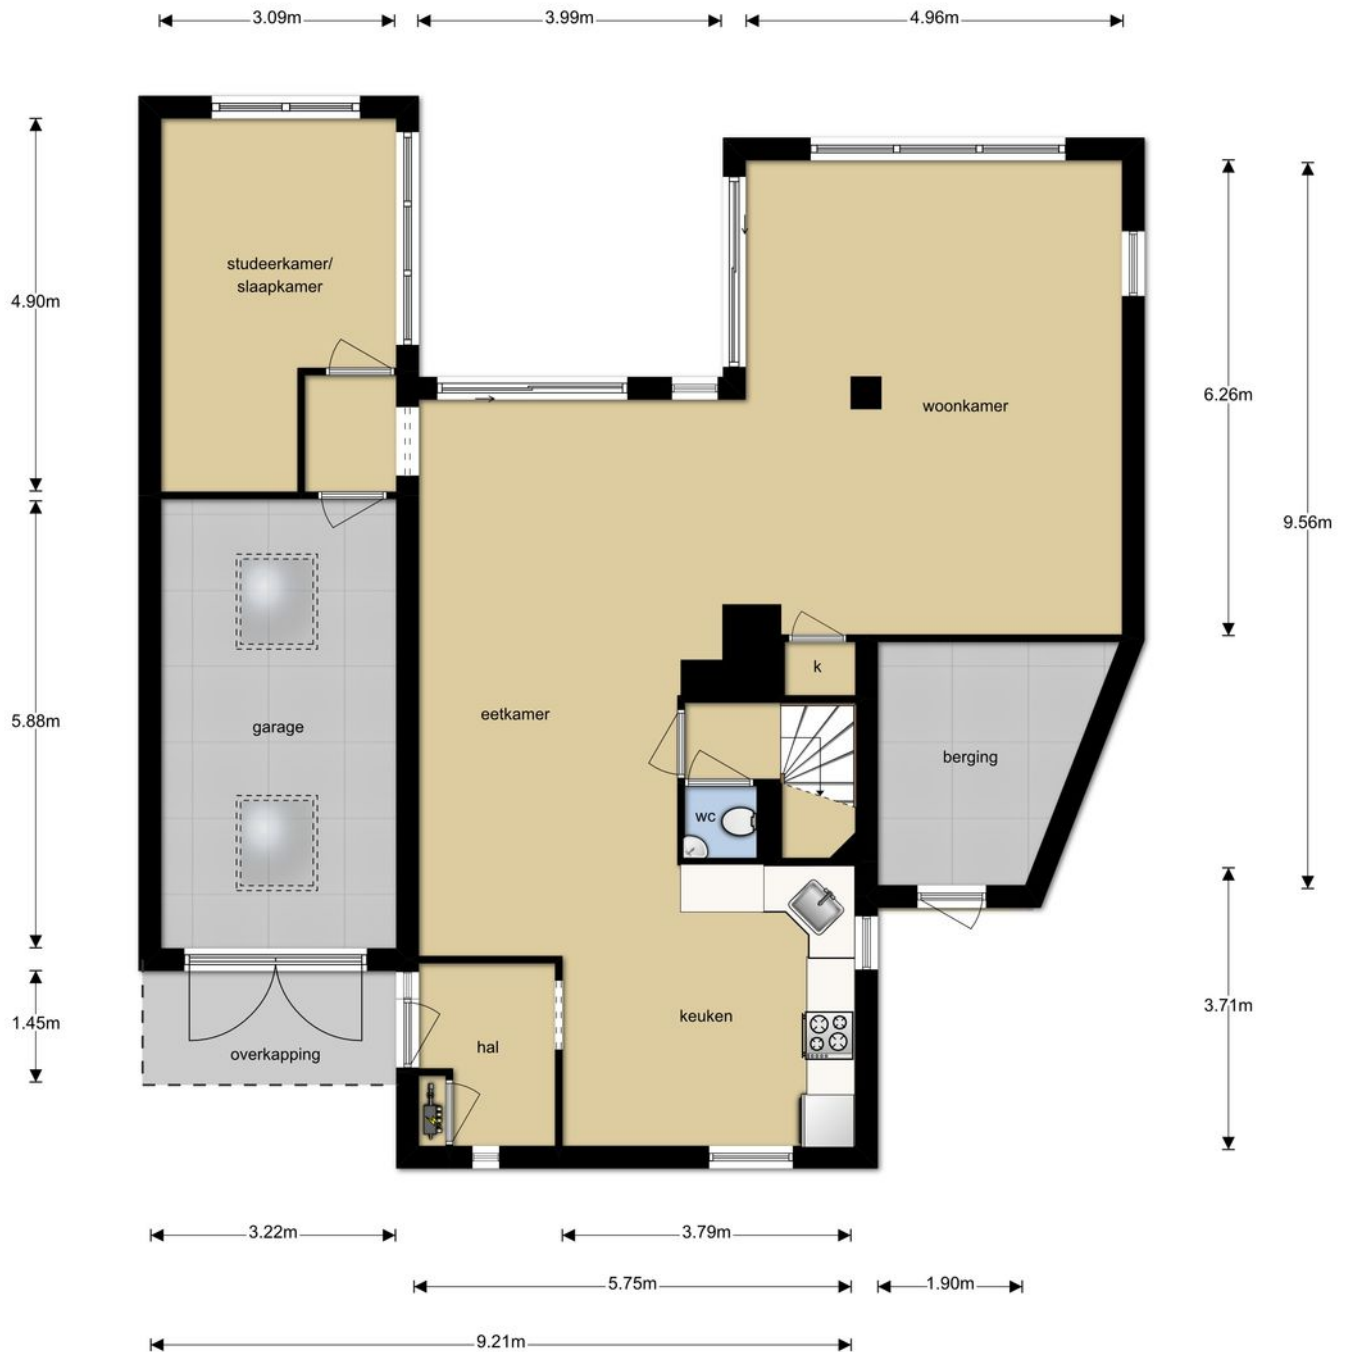 3.09m
3.99m
4.96m
studeerkamer/
slaapkamer
4.90m
woonkamer
6.26m
9.56m
k
eetkamer
garage
5.88m
berging
wc
keuken
3.71m
1.45m
hal
overkapping
3.22m
3.79m
5.75m
1.90m
9.21m